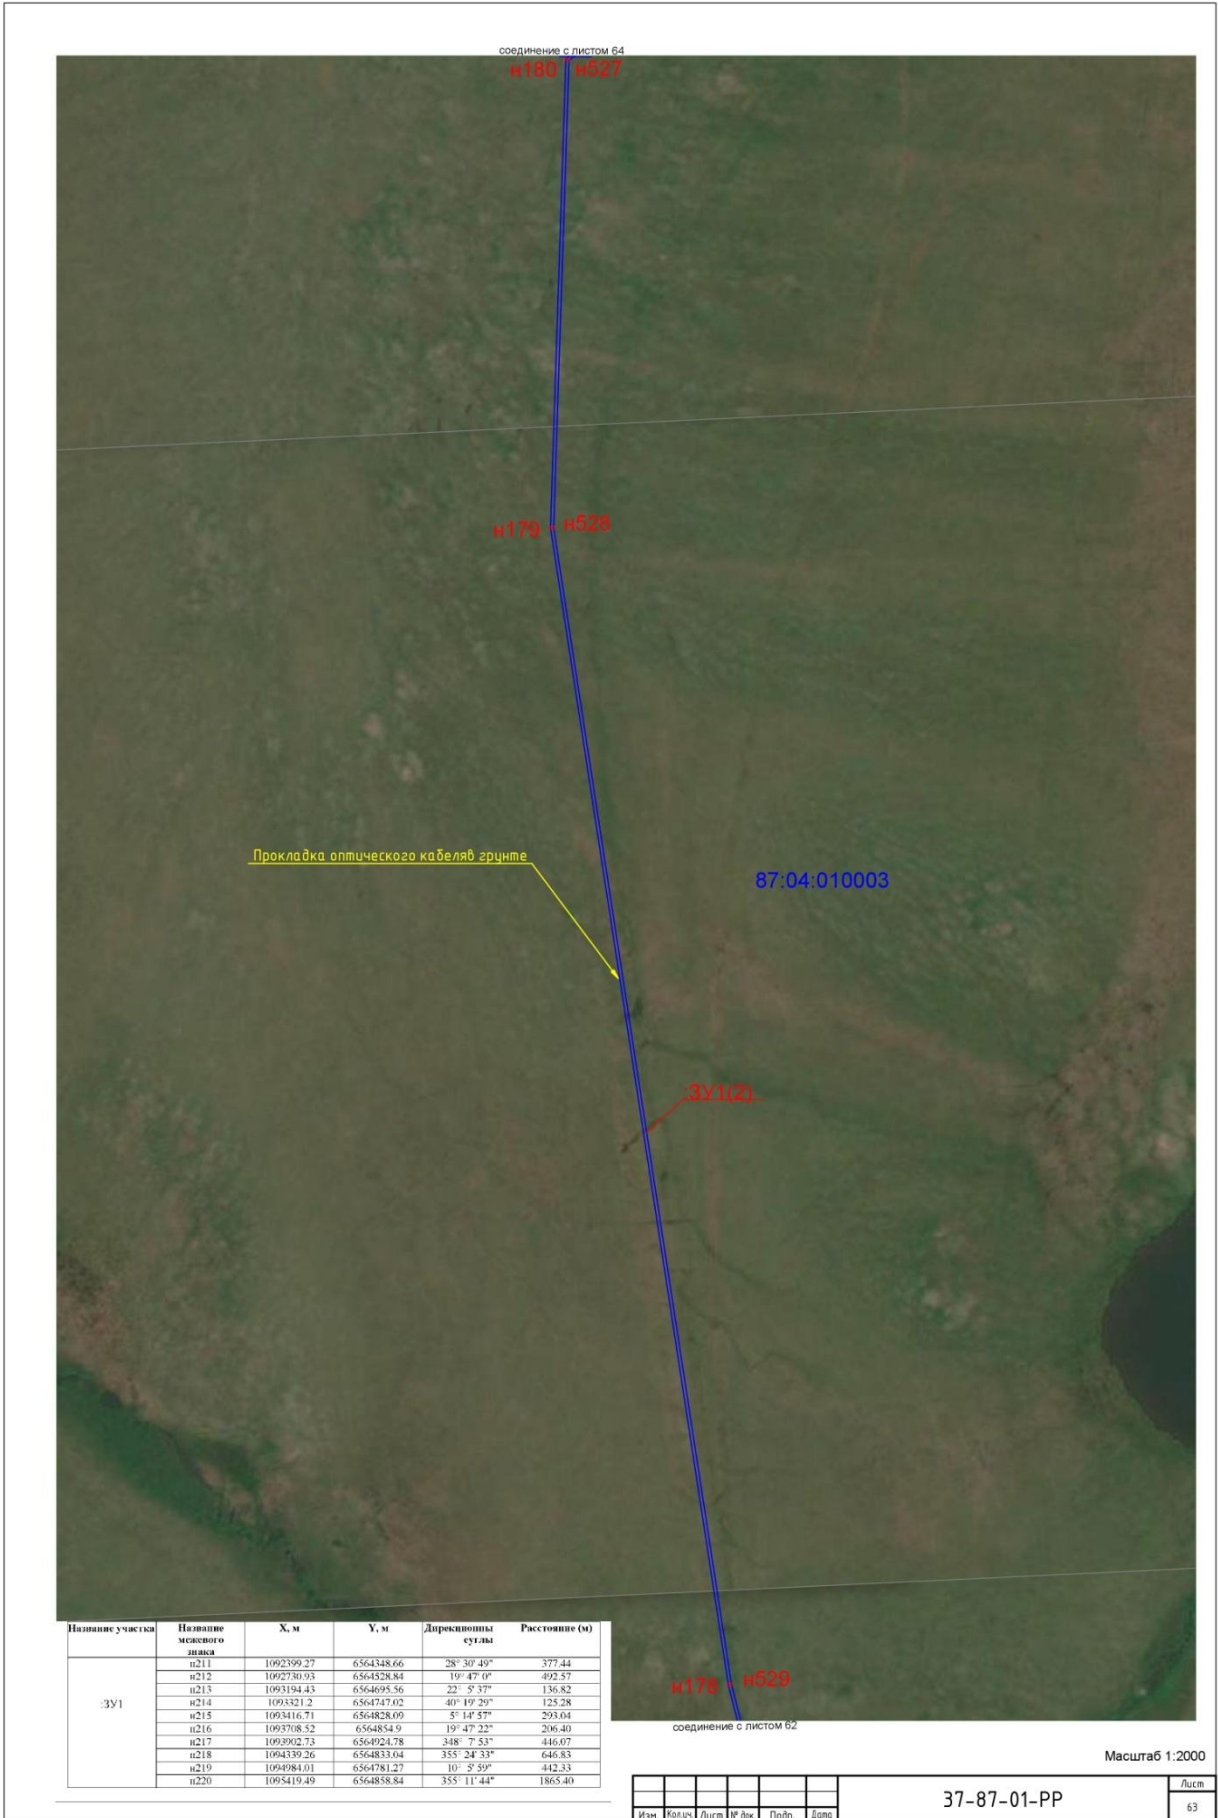 соединение с листом 64
н180 н527
н179 н528
Прокладка оптического кабеляв грунте
87:04:010003
:ЗУ1(2)
н178 н529
соединение с листом 62
Название участка Название межевого знака X, м Y, м Дирекционны суглы Расстояние (м)
:ЗУ1
н211 1092399.27 6564348.66 28° 30' 49" 377.44
н212 1092730.93 6564528.84 19° 47' 0" 492.57
н213 1093194.43 6564695.56 22° 5' 37" 136.82
н214 1093321.2 6564747.02 40° 19' 29" 125.28
н215 1093416.71 6564828.09 5° 14' 57" 293.04
н216 1093708.52 6564854.9 19° 47' 22" 206.40
н217 1093902.73 6564924.78 348° 7' 53" 446.07
н218 1094339.26 6564833.04 355° 24' 33" 646.83
н219 1094984.01 6564781.27 10° 5' 59" 442.33
н220 1095419.49 6564858.84 355° 11' 44" 1865.40
Масштаб 1:2000
37-87-01-РР
Лист
63
Изм. Кол.уч. Лист № док. Подп. Дата